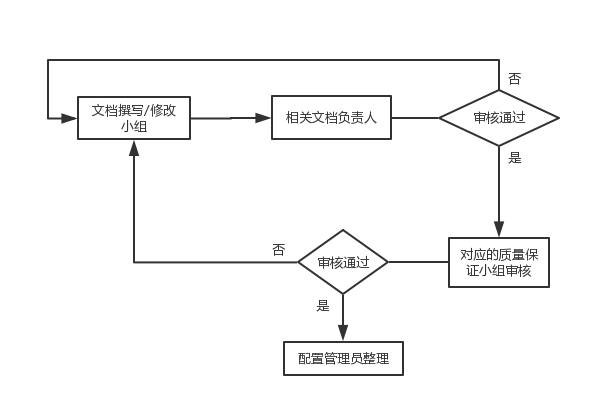 否
文档撰写/修改
小组
相关文档负责人
审核通过
是
对应的质量保
证小组审核
否
审核通过
是
配置管理员整理